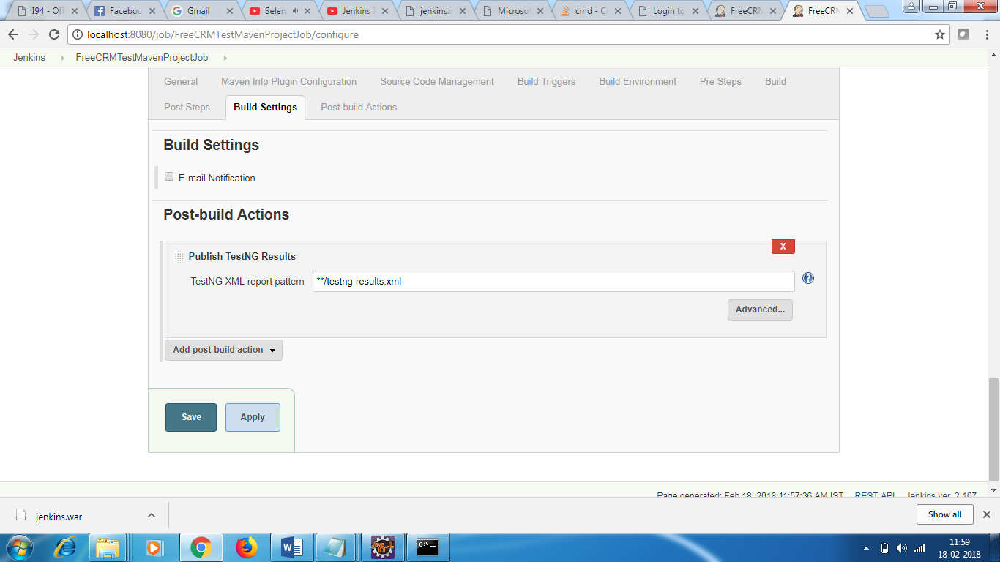 I94 - Off Faceboo Gmail Selen Jenkins E jenkins.w Microsof cmd - C Login to FreeCRM FreeCRM
localhost:8080/job/FreeCRMTestMavenProjectJob/configure
Jenkins FreeCRMTestMavenProjectJob
General Maven Info Plugin Configuration Source Code Management Build Triggers Build Environment Pre Steps Build
Post Steps Build Settings Post-build Actions
Build Settings
E-mail Notification
Post-build Actions
X
Publish TestNG Results
TestNG XML report pattern **/testng-results.xml ?
Advanced...
Add post-build action
Save Apply
Page generated: Feb 18, 2018 11:57:36 AM IST REST API Jenkins ver. 2.107
jenkins.war Show all
Java EE
IDE
C:\
11:59
18-02-2018